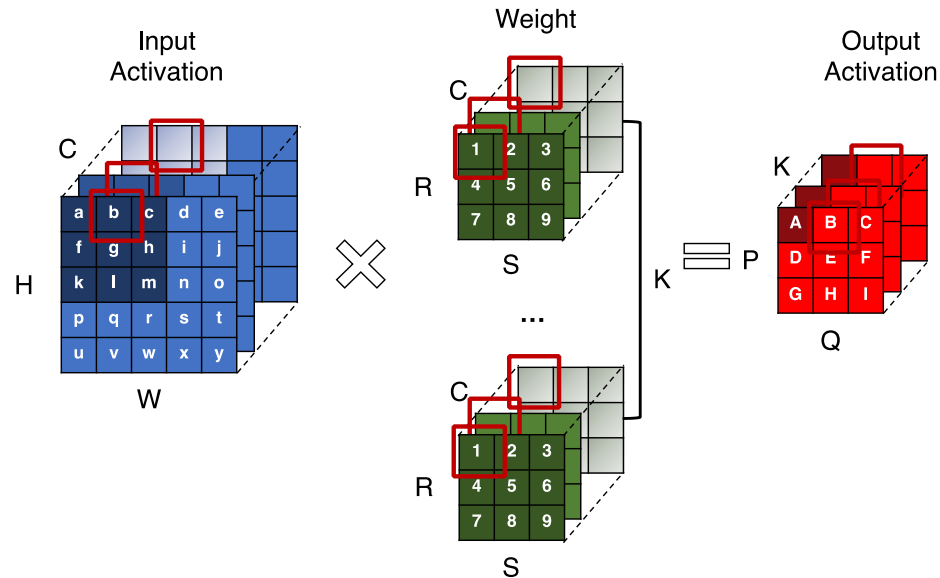 Input
Activation
C
a b c d e
f g h i j
k l m n o
p q r s t
u v w x y
H
W
Weight
C
1 2 3
4 5 6
7 8 9
R
S
...
C
1 2 3
4 5 6
7 8 9
R
S
K
Output
Activation
K
A B C
D E F
G H I
P
Q